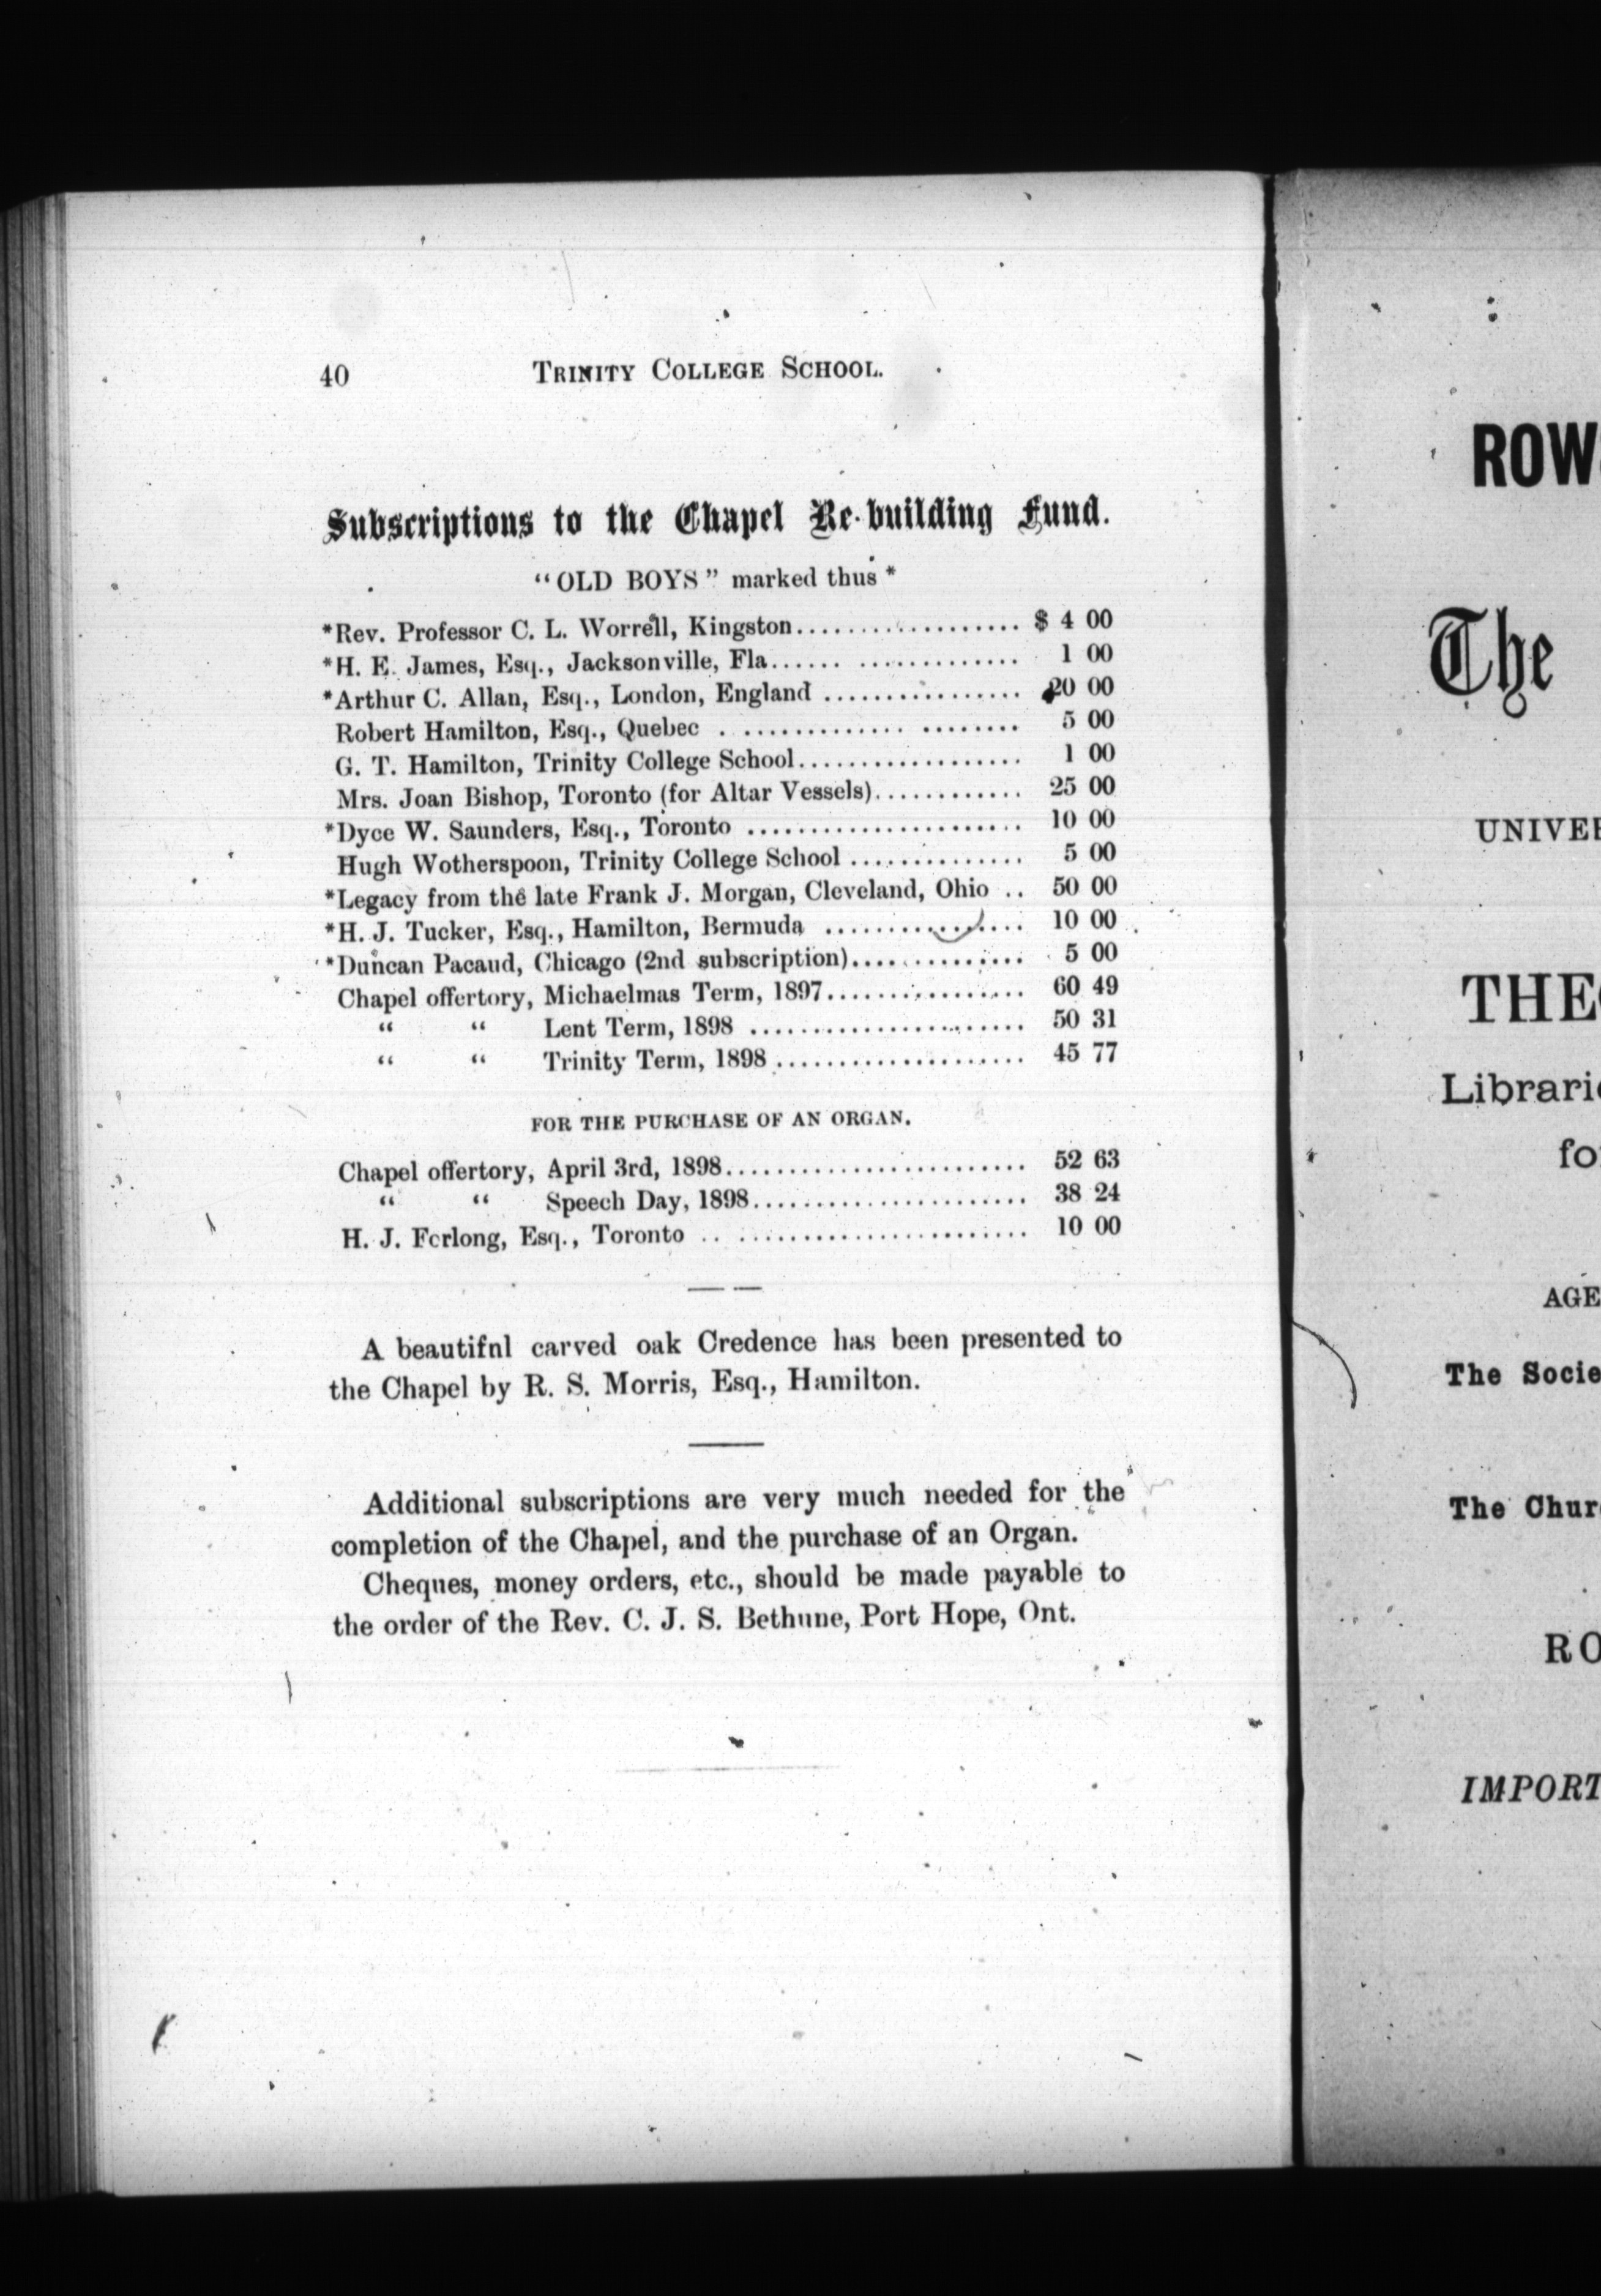 40 TRINITY COLLEGE SCHOOL.
Subscriptions to the Chapel Re-building Fund.
"OLD BOYS" marked thus *
*Rev. Professor C. L. Worrell, Kingston.................. $ 4 00
*H. E. James, Esq., Jacksonville, Fla...... ............. 1 00
*Arthur C. Allan, Esq., London, England ................ 20 00
Robert Hamilton, Esq., Quebec . ............. ........ 5 00
G. T. Hamilton, Trinity College School.................. 1 00
Mrs. Joan Bishop, Toronto (for Altar Vessels)............ 25 00
*Dyce W. Saunders, Esq., Toronto ...................... 10 00
Hugh Wotherspoon, Trinity College School .............. 5 00
*Legacy from the late Frank J. Morgan, Cleveland, Ohio .. 50 00
*H. J. Tucker, Esq., Hamilton, Bermuda ................ 10 00
*Duncan Pacaud, Chicago (2nd subscription).............. 5 00
Chapel offertory, Michaelmas Term, 1897................ 60 49
" " Lent Term, 1898 ...................... 50 31
" " Trinity Term, 1898 .................... 45 77
FOR THE PURCHASE OF AN ORGAN.
Chapel offertory, April 3rd, 1898........................ 52 63
" " Speech Day, 1898...................... 38 24
H. J. Fcrlong, Esq., Toronto .. ....................... 10 00
A beautifnl carved oak Credence has been presented to
the Chapel by R. S. Morris, Esq., Hamilton.
Additional subscriptions are very much needed for the
completion of the Chapel, and the purchase of an Organ.
Cheques, money orders, etc., should be made payable to
the order of the Rev. C. J. S. Bethune, Port Hope, Ont.
ROW
The
UNIVE
THE
Librari
fo
AGE
The Socie
The Chur
RO
IMPORT